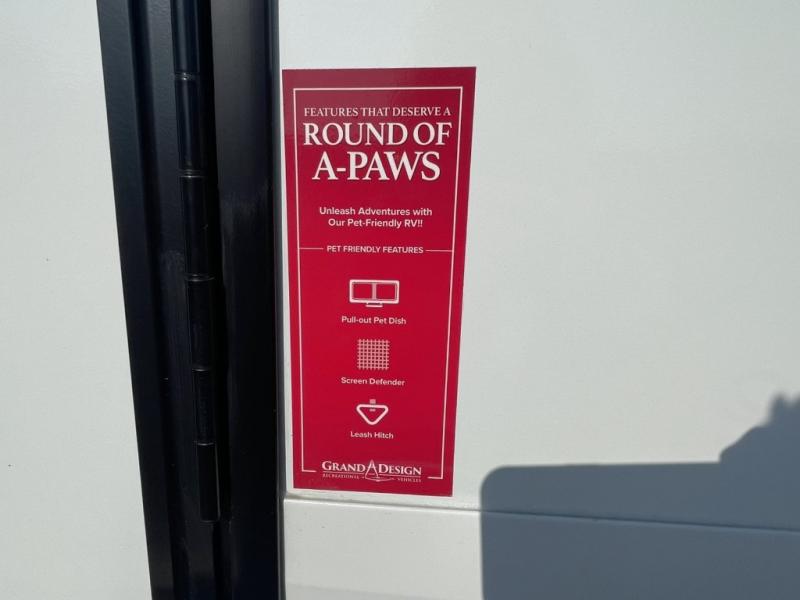 FEATURES THAT DESERVE A
ROUND OF
A-PAWS
Unleash Adventures with
Our Pet-Friendly RV!!
PET FRIENDLY FEATURES
Pull-out Pet Dish
Screen Defender
Leash Hitch
GRAND DESIGN
RECREATIONAL VEHICLES